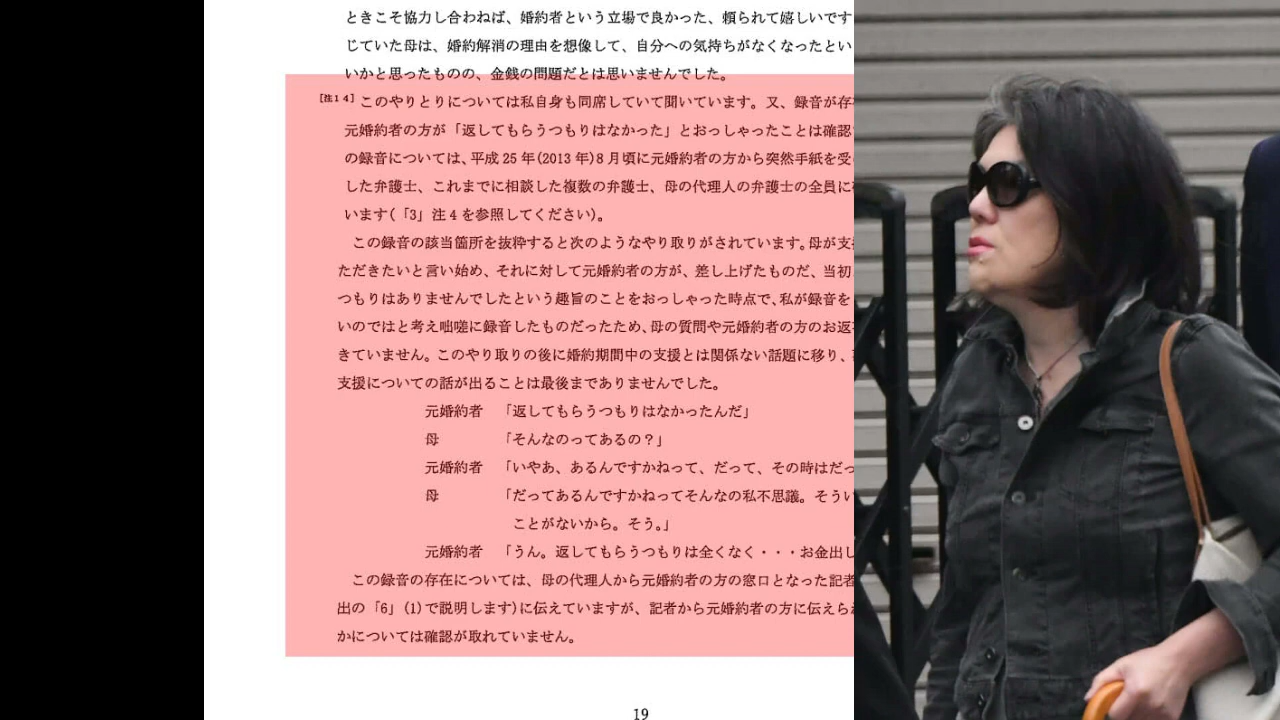 ときこそ協力し合わねば、婚約者という立場で良かった、頼られて嬉しいです
じていた母は、婚約解消の理由を想像して、自分への気持ちがなくなったとい
いかと思ったものの、金銭の問題だとは思いませんでした。
[注14] このやりとりについては私自身も同席していて聞いています。又、録音が存
元婚約者の方が「返してもらうつもりはなかった」とおっしゃったことは確認
の録音については、平成 25 年(2013 年)8 月頃に元婚約者の方から突然手紙を受
した弁護士、これまでに相談した複数の弁護士、母の代理人の弁護士の全員に
います(「3」注 4 を参照してください)。
この録音の該当箇所を抜粋すると次のようなやり取りがされています。母が支
ただきたいと言い始め、それに対して元婚約者の方が、差し上げたものだ、当初
つもりはありませんでしたという趣旨のことをおっしゃった時点で、私が録音を
いのではと考え咄嗟に録音したものだったため、母の質問や元婚約者の方のお返
きていません。このやり取りの後に婚約期間中の支援とは関係ない話題に移り、
支援についての話が出ることは最後までありませんでした。
元婚約者 「返してもらうつもりはなかったんだ」
母 「そんなのってあるの?」
元婚約者 「いやあ、あるんですかねって、だって、その時はだっ
母 「だってあるんですかねってそんなの私不思議。そうい
ことがないから。そう。」
元婚約者 「うん。返してもらうつもりは全くなく・・・お金出し
この録音の存在については、母の代理人から元婚約者の方の窓口となった記者
出の「6」(1)で説明します)に伝えていますが、記者から元婚約者の方に伝えら
かについては確認が取れていません。
19